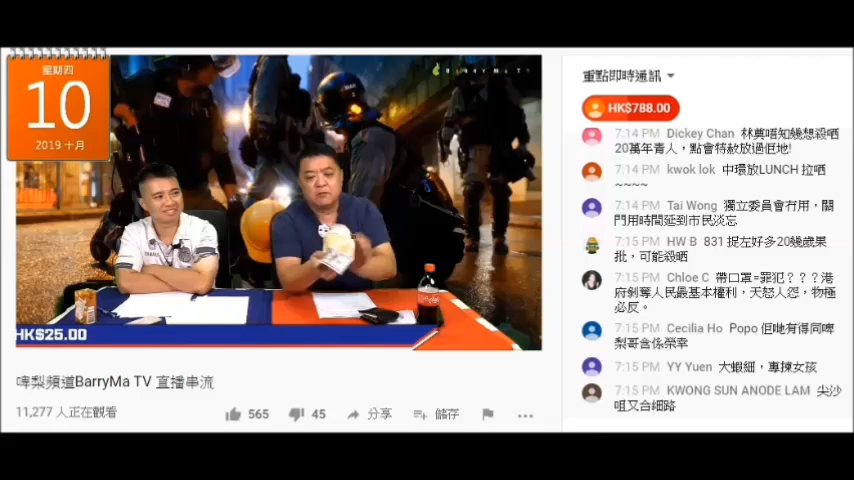 星期四
10
2019 十月
BARRYMA TV
HK$25.00
啤梨頻道BarryMa TV 直播串流
11,277 人正在觀看
565
45
分享
儲存
重點即時通訊
HK$788.00
7:14 PM Dickey Chan 林鄭唔知幾想殺晒
20萬年青人，點會特赦放過佢地!
7:14 PM kwok lok 中環放LUNCH 拉晒
~~~~
7:14 PM Tai Wong 獨立委員會冇用，關
門用時間延到市民淡忘
7:15 PM HW B 831 捉左好多20幾歲果
批，可能殺晒
7:15 PM Chloe C 帶口罩=罪犯？？？港
府剝奪人民最基本權利，天怒人怨，物極
必反。
7:15 PM Cecilia Ho Popo 佢哋有得同啤
梨哥含係榮幸
7:15 PM YY Yuen 大蝦細，專揀女孩
7:15 PM KWONG SUN ANODE LAM 尖沙
咀又合細路